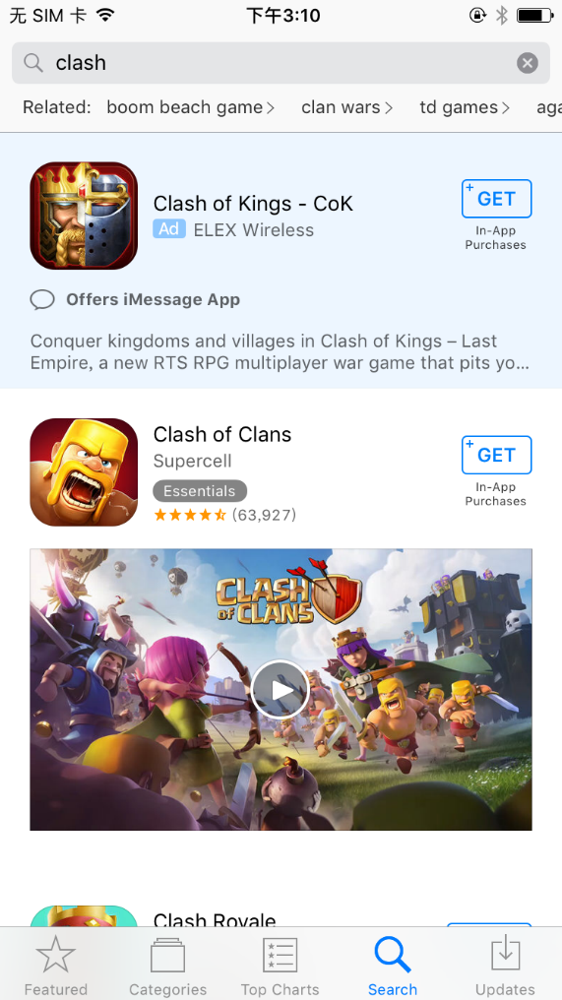 无 SIM 卡
下午3:10
clash
Related: boom beach game clan wars td games aga
Clash of Kings - CoK
Ad ELEX Wireless
+ GET
In-App
Purchases
Offers iMessage App
Conquer kingdoms and villages in Clash of Kings – Last
Empire, a new RTS RPG multiplayer war game that pits yo...
Clash of Clans
Supercell
Essentials
(63,927)
+ GET
In-App
Purchases
CLASH
OF CLANS
Clash Royale
Featured
Categories
Top Charts
Search
Updates